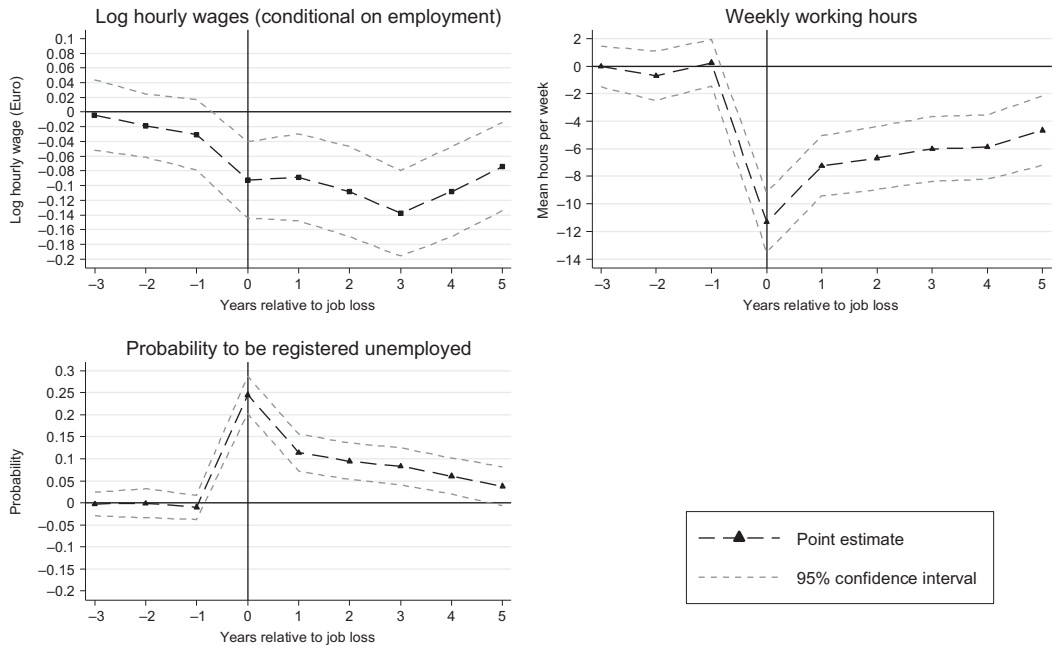 Log hourly wages (conditional on employment)
0.1
0.08
0.06
0.04
0.02
0
–0.02
–0.04
–0.06
–0.08
–0.1
–0.12
–0.14
–0.16
–0.18
–0.2
Log hourly wage (Euro)
–3 –2 –1 0 1 2 3 4 5
Years relative to job loss
Weekly working hours
2
0
–2
–4
–6
–8
–10
–12
–14
Mean hours per week
–3 –2 –1 0 1 2 3 4 5
Years relative to job loss
Probability to be registered unemployed
0.3
0.25
0.2
0.15
0.1
0.05
0
–0.05
–0.1
–0.15
–0.2
Probability
–3 –2 –1 0 1 2 3 4 5
Years relative to job loss
Point estimate
95% confidence interval